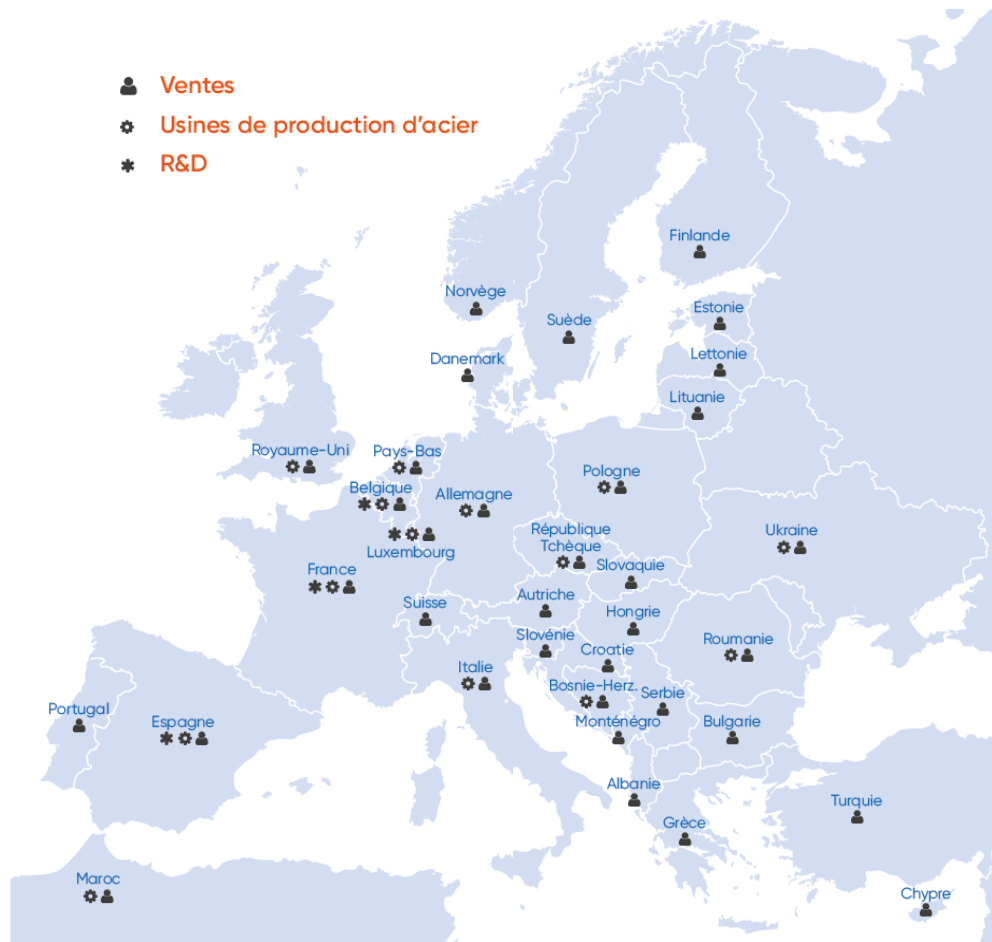 Ventes
Usines de production d'acier
R&D
Finlande
Norvège
Estonie
Suède
Danemark
Lettonie
Lituanie
Royaume-Uni
Pays-Bas
Pologne
Belgique
Allemagne
République
Tchèque
Ukraine
Luxembourg
Slovaquie
France
Suisse
Autriche
Hongrie
Slovénie
Roumanie
Croatie
Italie
Bosnie-Herz.
Serbie
Portugal
Espagne
Monténégro
Bulgarie
Albanie
Turquie
Grèce
Maroc
Chypre